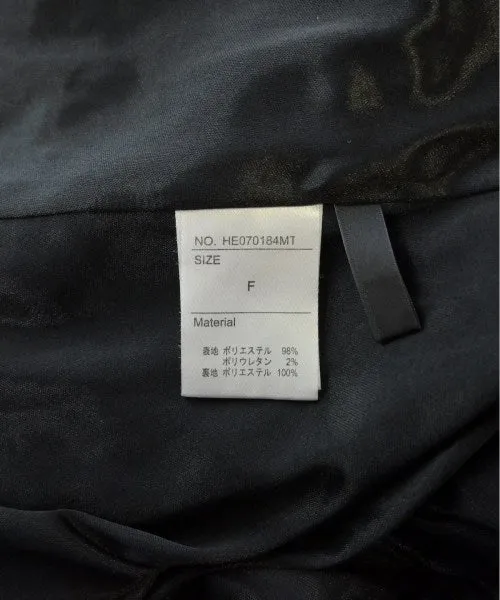 NO. HE070184MT
SIZE
F
Material
表地 ポリエステル 98%
ポリウレタン 2%
裏地 ポリエステル 100%